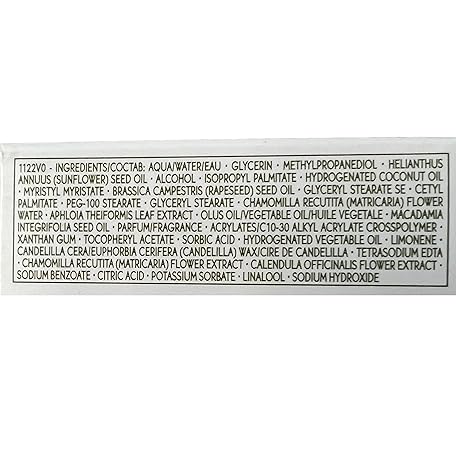 1122V0 - INGREDIENTS/COCTAB: AQUA/WATER/EAU • GLYCERIN • METHYLPROPANEDIOL • HELIANTHUS
ANNUUS (SUNFLOWER) SEED OIL • ALCOHOL • ISOPROPYL PALMITATE • HYDROGENATED COCONUT OIL
• MYRISTYL MYRISTATE • BRASSICA CAMPESTRIS (RAPESEED) SEED OIL • GLYCERYL STEARATE SE • CETYL
PALMITATE • PEG-100 STEARATE • GLYCERYL STEARATE • CHAMOMILLA RECUTITA (MATRICARIA) FLOWER
WATER • APHLOIA THEIFORMIS LEAF EXTRACT • OLUS OIL/VEGETABLE OIL/HUILE VEGETALE • MACADAMIA
INTEGRIFOLIA SEED OIL • PARFUM/FRAGRANCE • ACRYLATES/C10-30 ALKYL ACRYLATE CROSSPOLYMER •
XANTHAN GUM • TOCOPHERYL ACETATE • SORBIC ACID • HYDROGENATED VEGETABLE OIL • LIMONENE •
CANDELILLA CERA/EUPHORBIA CERIFERA (CANDELILLA) WAX/CIRE DE CANDELILLA • TETRASODIUM EDTA
• CHAMOMILLA RECUTITA (MATRICARIA) FLOWER EXTRACT • CALENDULA OFFICINALIS FLOWER EXTRACT •
SODIUM BENZOATE • CITRIC ACID • POTASSIUM SORBATE • LINALOOL • SODIUM HYDROXIDE